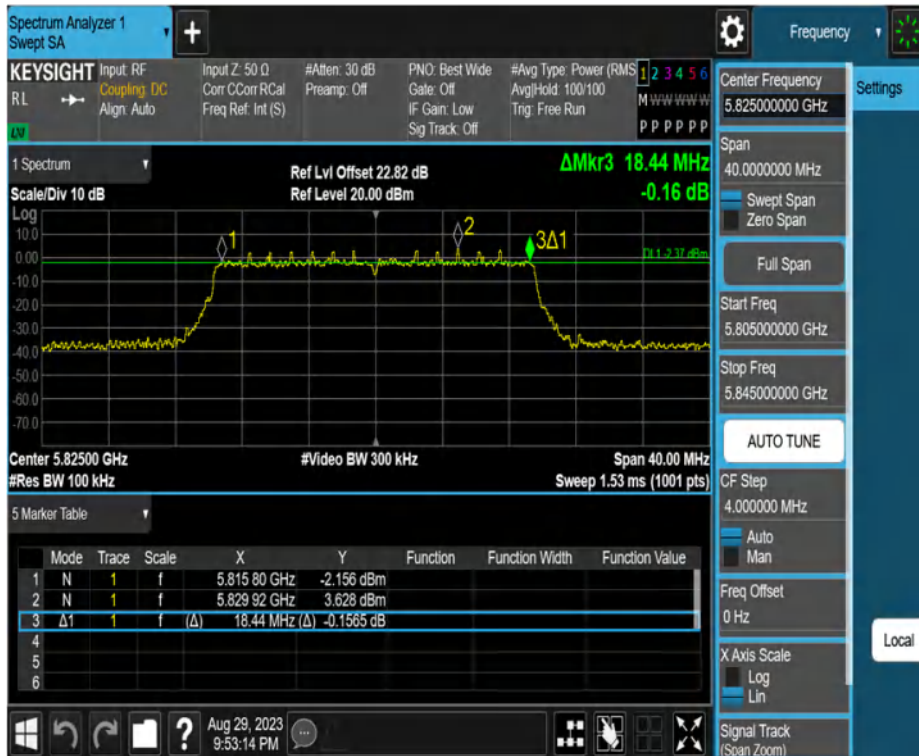 Spectrum Analyzer 1
Swept SA
Frequency
KEYSIGHT
RL
Input: RF
Coupling: DC
Align: Auto
Input Z: 50 Ω
Corr CCorr RCal
Freq Ref: Int (S)
#Atten: 30 dB
Preamp: Off
PNO: Best Wide
Gate: Off
IF Gain: Low
Sig Track: Off
#Avg Type: Power (RMS
Avg|Hold: 100/100
Trig: Free Run
1 2 3 4 5 6
M W W W W W
P P P P P P
1 Spectrum
Scale/Div 10 dB
Ref Lvl Offset 22.82 dB
Ref Level 20.00 dBm
ΔMkr3 18.44 MHz
-0.16 dB
Log
10.0
0.00
-10.0
-20.0
-30.0
-40.0
-50.0
-60.0
-70.0
1
2
3Δ1
DL1 -2.37 dBm
Center 5.82500 GHz
#Res BW 100 kHz
#Video BW 300 kHz
Span 40.00 MHz
Sweep 1.53 ms (1001 pts)
5 Marker Table
Mode Trace Scale X Y Function Function Width Function Value
1 N 1 f 5.815 80 GHz -2.156 dBm
2 N 1 f 5.829 92 GHz 3.628 dBm
3 Δ1 1 f (Δ) 18.44 MHz (Δ) -0.1565 dB
4
5
6
Aug 29, 2023
9:53:14 PM
Center Frequency
5.825000000 GHz
Span
40.0000000 MHz
Swept Span
Zero Span
Full Span
Start Freq
5.805000000 GHz
Stop Freq
5.845000000 GHz
AUTO TUNE
CF Step
4.000000 MHz
Auto
Man
Freq Offset
0 Hz
X Axis Scale
Log
Lin
Signal Track
(Span Zoom)
Settings
Local